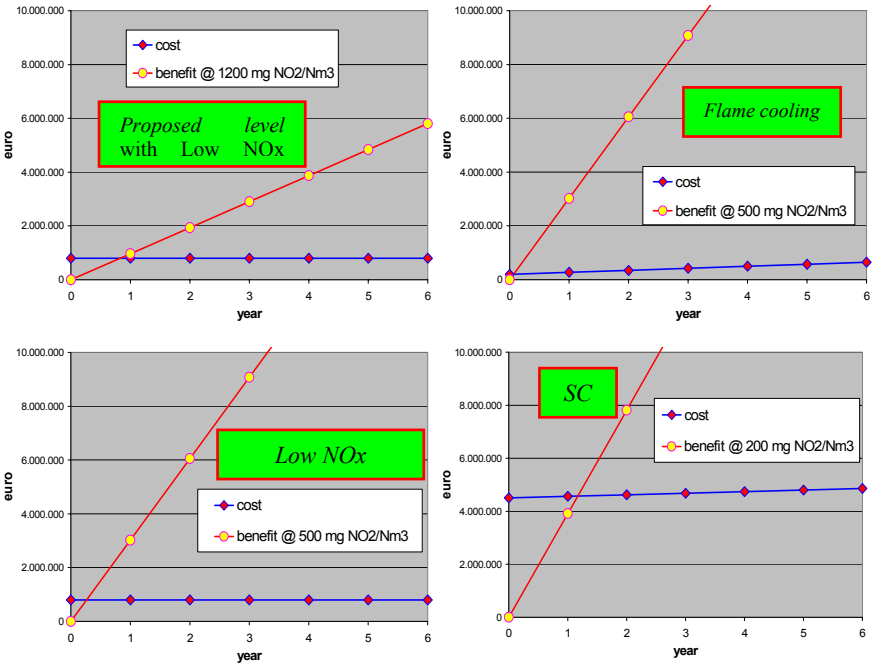 10.000.000
8.000.000
6.000.000
4.000.000
2.000.000
0
euro
cost
benefit @ 1200 mg NO2/Nm3
Proposed level
with Low NOx
0 1 2 3 4 5 6
year
10.000.000
8.000.000
6.000.000
4.000.000
2.000.000
0
euro
Flame cooling
cost
benefit @ 500 mg NO2/Nm3
0 1 2 3 4 5 6
year
10.000.000
8.000.000
6.000.000
4.000.000
2.000.000
0
euro
Low NOx
cost
benefit @ 500 mg NO2/Nm3
0 1 2 3 4 5 6
year
10.000.000
8.000.000
6.000.000
4.000.000
2.000.000
0
euro
SC
cost
benefit @ 200 mg NO2/Nm3
0 1 2 3 4 5 6
year